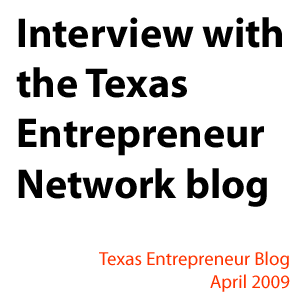 Interview with
the Texas
Entrepreneur
Network blog
Texas Entrepreneur Blog
April 2009